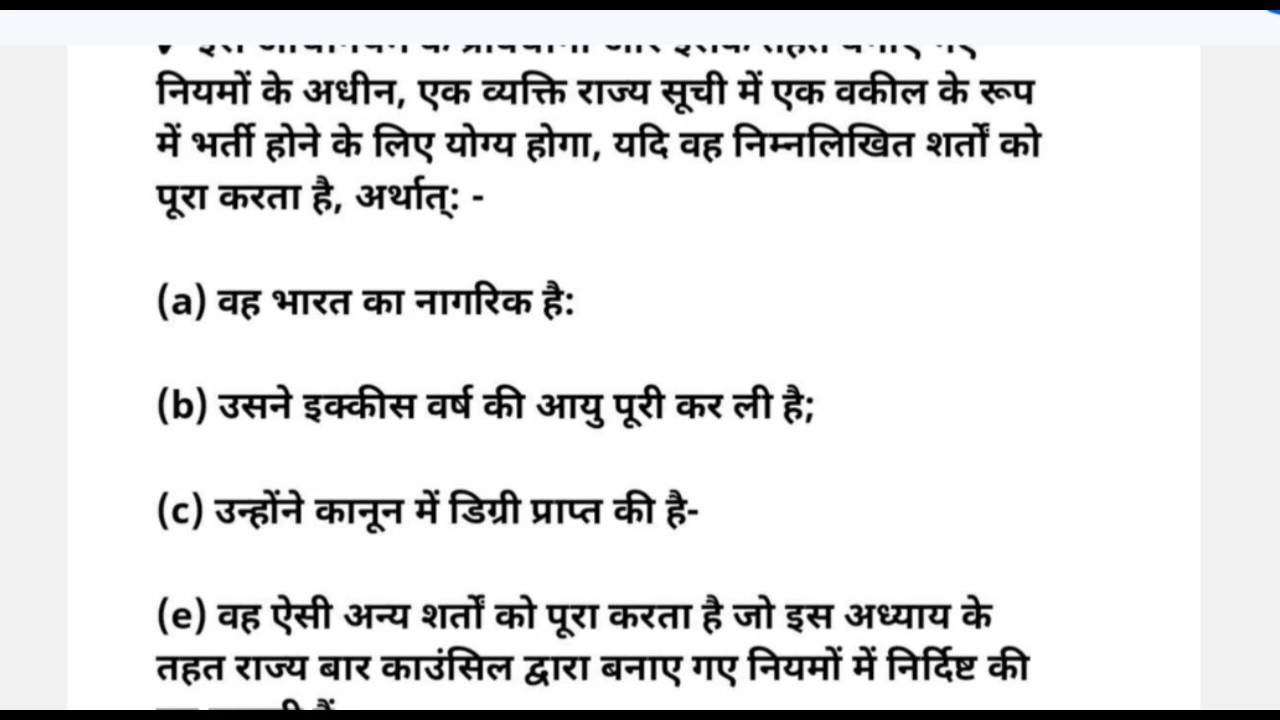 नियमों के अधीन, एक व्यक्ति राज्य सूची में एक वकील के रूप
में भर्ती होने के लिए योग्य होगा, यदि वह निम्नलिखित शर्तों को
पूरा करता है, अर्थात्: -
(a) वह भारत का नागरिक है:
(b) उसने इक्कीस वर्ष की आयु पूरी कर ली है;
(c) उन्होंने कानून में डिग्री प्राप्त की है-
(e) वह ऐसी अन्य शर्तों को पूरा करता है जो इस अध्याय के
तहत राज्य बार काउंसिल द्वारा बनाए गए नियमों में निर्दिष्ट की